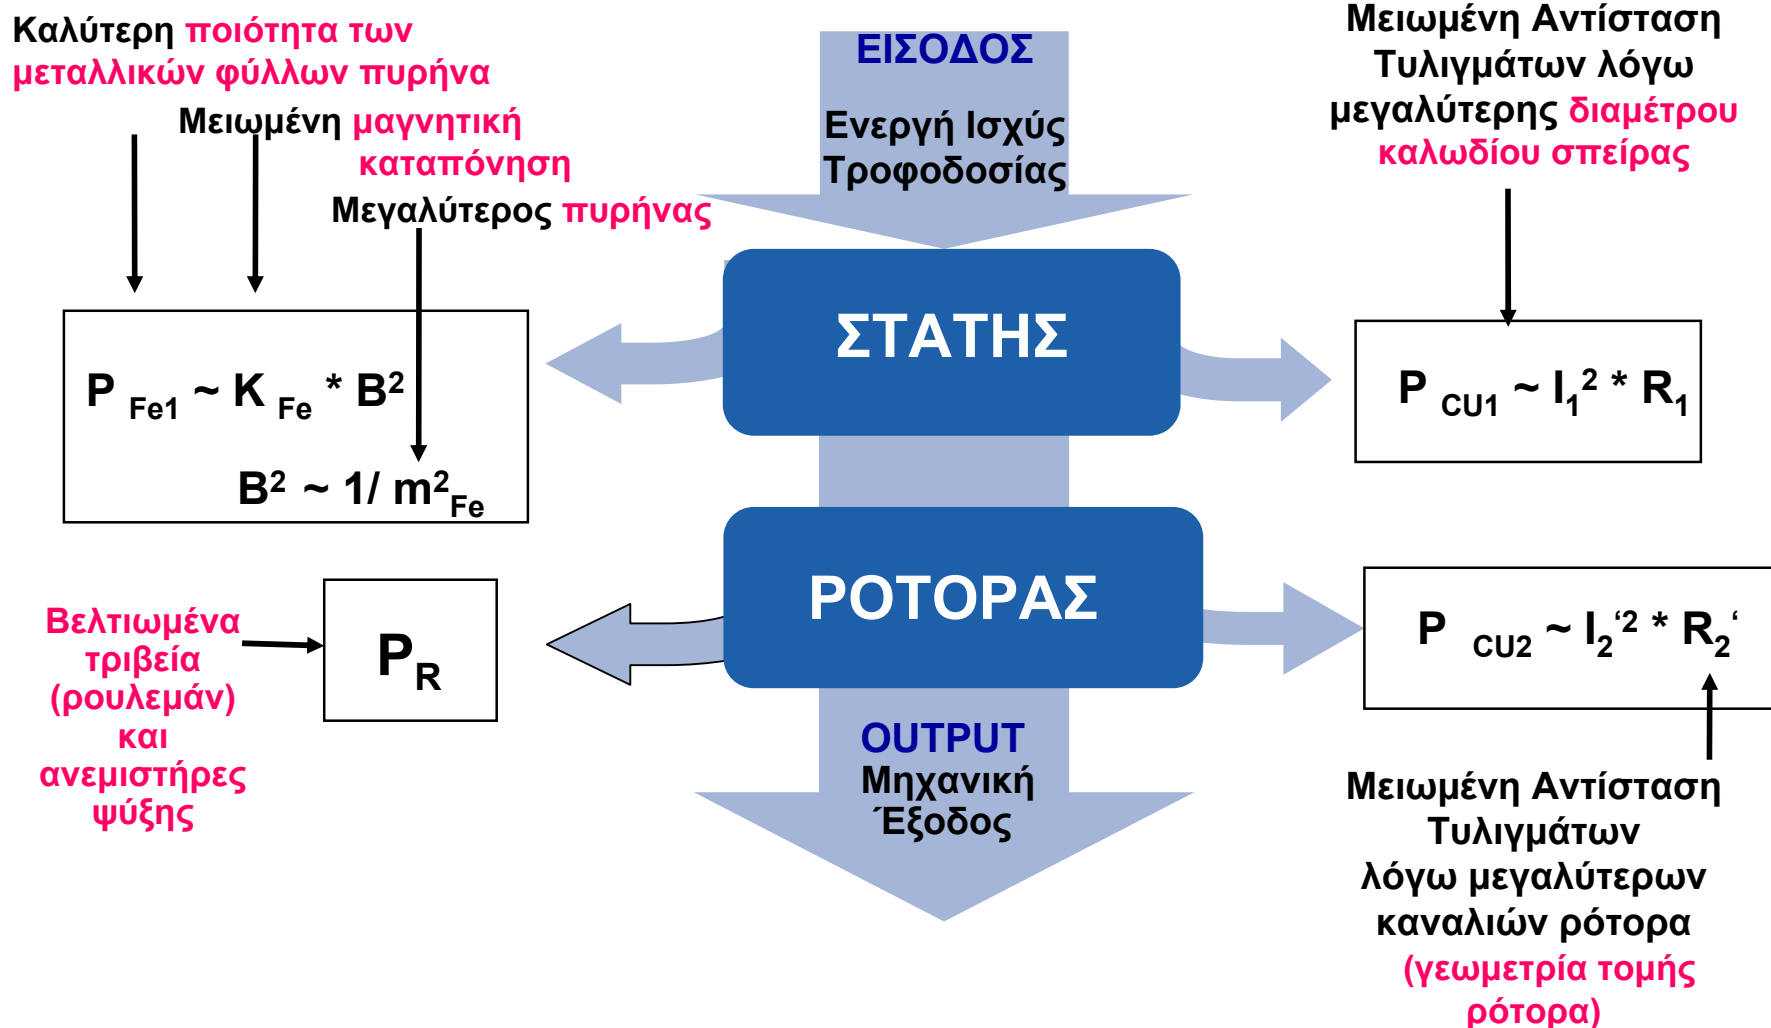 Καλύτερη ποιότητα των
μεταλλικών φύλλων πυρήνα
Μειωμένη μαγνητική
καταπόνηση
Μεγαλύτερος πυρήνας
P Fe1 ~ K Fe * B²
B² ~ 1/ m²Fe
ΕΙΣΟΔΟΣ
Ενεργή Ισχύς
Τροφοδοσίας
Μειωμένη Αντίσταση
Τυλιγμάτων λόγω
μεγαλύτερης διαμέτρου
καλωδίου σπείρας
ΣΤΑΤΗΣ
P CU1 ~ I₁² * R₁
ΡΟΤΟΡΑΣ
Βελτιωμένα
τριβεία
(ρουλεμάν)
και
ανεμιστήρες
ψύξης
P R
P CU2 ~ I₂‘² * R₂‘
OUTPUT
Μηχανική
Έξοδος
Μειωμένη Αντίσταση
Τυλιγμάτων
λόγω μεγαλύτερων
καναλιών ρότορα
(γεωμετρία τομής
ρότορα)